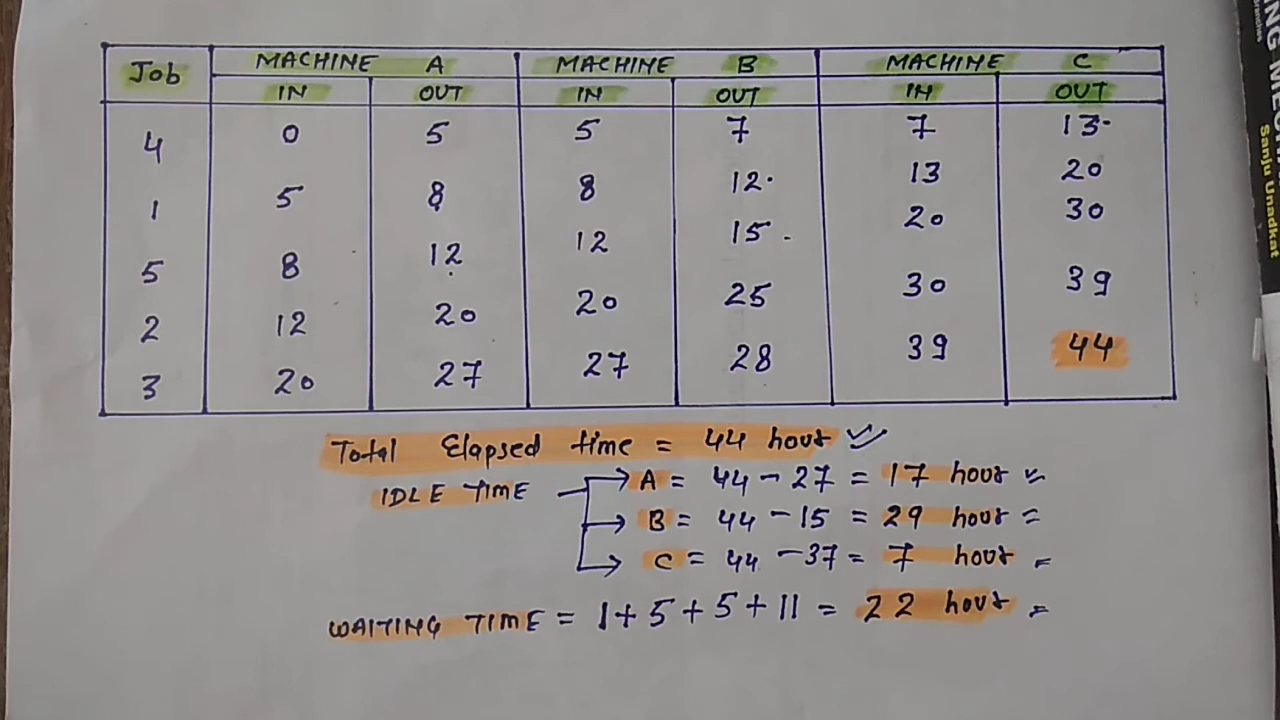 Job MACHINE A MACHINE B MACHINE C
IN OUT IN OUT IN OUT
4 0 5 5 7 7 13
1 5 8 8 12 13 20
5 8 12 12 15 20 30
2 12 20 20 25 30 39
3 20 27 27 28 39 44
Total Elapsed time = 44 hour
IDLE TIME → A = 44 - 27 = 17 hour
→ B = 44 - 15 = 29 hour
→ C = 44 - 37 = 7 hour
WAITING TIME = 1+5+5+11 = 22 hour
Sanju Unadkat